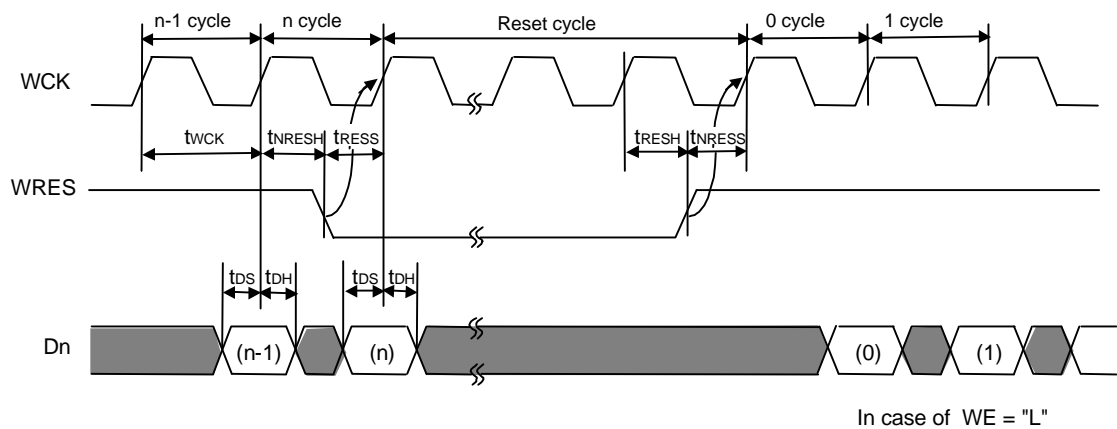 n-1 cycle n cycle Reset cycle 0 cycle 1 cycle
WCK
tWCK tNRESH tRESS tRESH tNRESS
WRES
tDS tDH tDS tDH
Dn (n-1) (n) (0) (1)
In case of WE = "L"